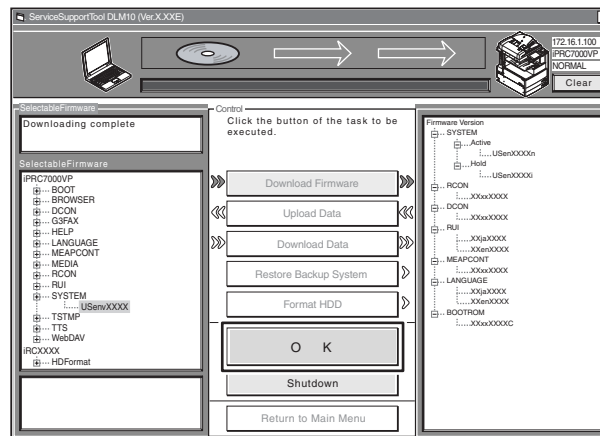 ServiceSupportTool DLM10 (Ver.X.XXE)
172.16.1.100
iPRC7000VP
NORMAL
Clear
SelectableFirmware
Downloading complete
SelectableFirmware
iPRC7000VP
BOOT
BROWSER
DCON
G3FAX
HELP
LANGUAGE
MEAPCONT
MEDIA
RCON
RUI
SYSTEM
USenvXXXX
TSTMP
TTS
WebDAV
iRCXXXX
HDFormat
Control
Click the button of the task to be
executed.
Download Firmware
Upload Data
Download Data
Restore Backup System
Format HDD
O K
Shutdown
Return to Main Menu
Firmware Version
SYSTEM
Active
USenXXXXn
Hold
USenXXXXi
RCON
XXxxXXXX
DCON
XXxxXXXX
RUI
XXjaXXXX
XXenXXXX
MEAPCONT
XXxxXXXX
LANGUAGE
XXjaXXXX
XXenXXXX
BOOTROM
XXxxXXXXC